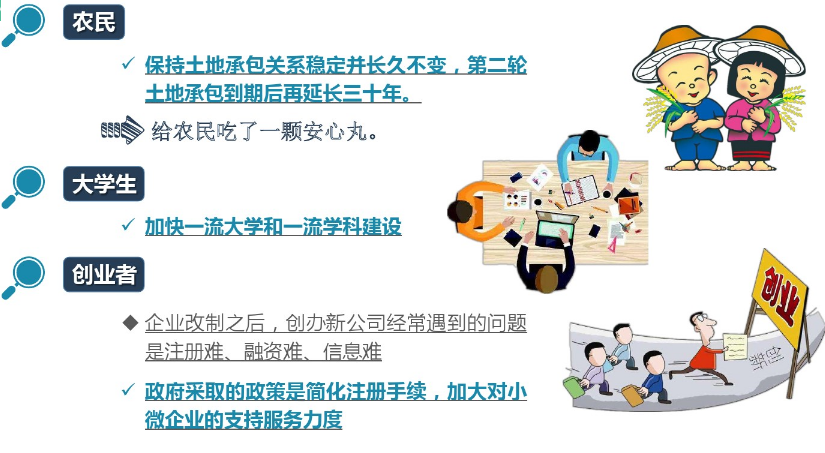 农民
保持土地承包关系稳定并长久不变，第二轮
土地承包到期后再延长三十年。
给农民吃了一颗安心丸。
大学生
加快一流大学和一流学科建设
创业者
企业改制之后，创办新公司经常遇到的问题
是注册难、融资难、信息难
政府采取的政策是简化注册手续，加大对小
微企业的支持服务力度
创业
创新